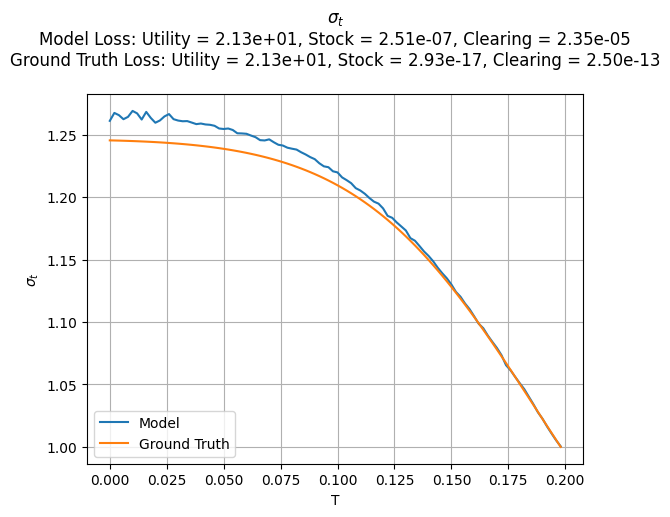 σₜ
Model Loss: Utility = 2.13e+01, Stock = 2.51e-07, Clearing = 2.35e-05
Ground Truth Loss: Utility = 2.13e+01, Stock = 2.93e-17, Clearing = 2.50e-13
1.25
1.20
1.15
1.10
1.05
1.00
σₜ
Model
Ground Truth
0.000 0.025 0.050 0.075 0.100 0.125 0.150 0.175 0.200
T